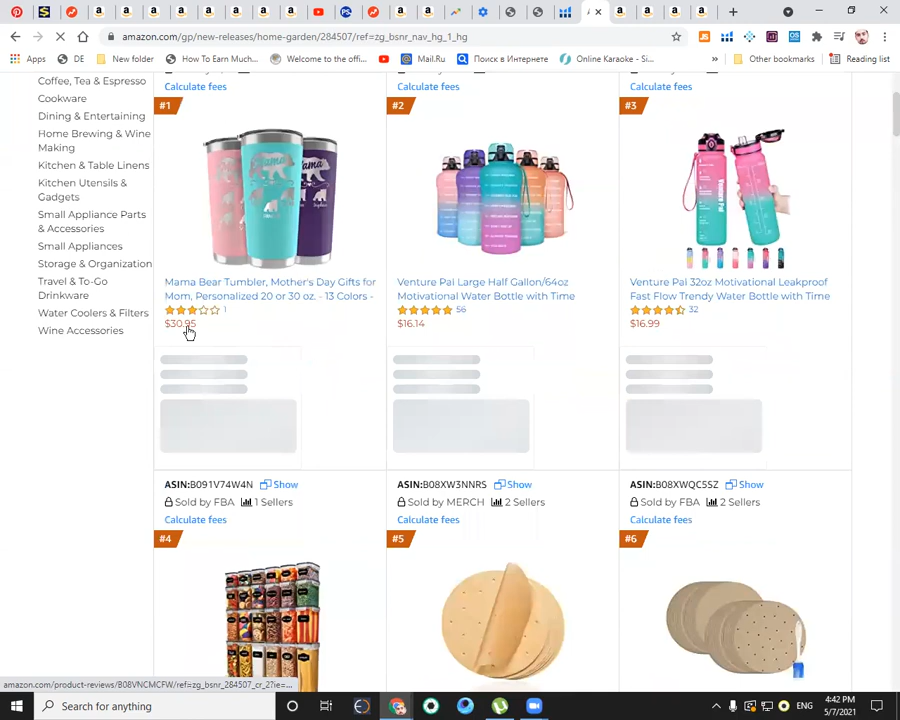 amazon.com/gp/new-releases/home-garden/284507/ref=zg_bsnr_nav_hg_1_hg
Apps
DE
New folder
How To Earn Much...
Welcome to the offi...
Mail.Ru
Поиск в Интернете
Online Karaoke - Si...
Other bookmarks
Reading list
Coffee, Tea & Espresso
Cookware
Dining & Entertaining
Home Brewing & Wine
Making
Kitchen & Table Linens
Kitchen Utensils &
Gadgets
Small Appliance Parts
& Accessories
Small Appliances
Storage & Organization
Travel & To-Go
Drinkware
Water Coolers & Filters
Wine Accessories
Calculate fees
Calculate fees
Calculate fees
#1
#2
#3
Mama Bear Tumbler, Mother's Day Gifts for
Mom, Personalized 20 or 30 oz. - 13 Colors -
1
$30.95
Venture Pal Large Half Gallon/64oz
Motivational Water Bottle with Time
56
$16.14
Venture Pal 32oz Motivational Leakproof
Fast Flow Trendy Water Bottle with Time
32
$16.99
ASIN:B091V74W4N Show
Sold by FBA 1 Sellers
Calculate fees
ASIN:B08XW3NNRS Show
Sold by MERCH 2 Sellers
Calculate fees
ASIN:B08XWQC5SZ Show
Sold by FBA 2 Sellers
Calculate fees
#4
#5
#6
amazon.com/product-reviews/B08VNCMCFW/ref=zg_bsnr_284507_cr_2?ie=...
Type here to search
ENG
4:42 PM
5/7/2021